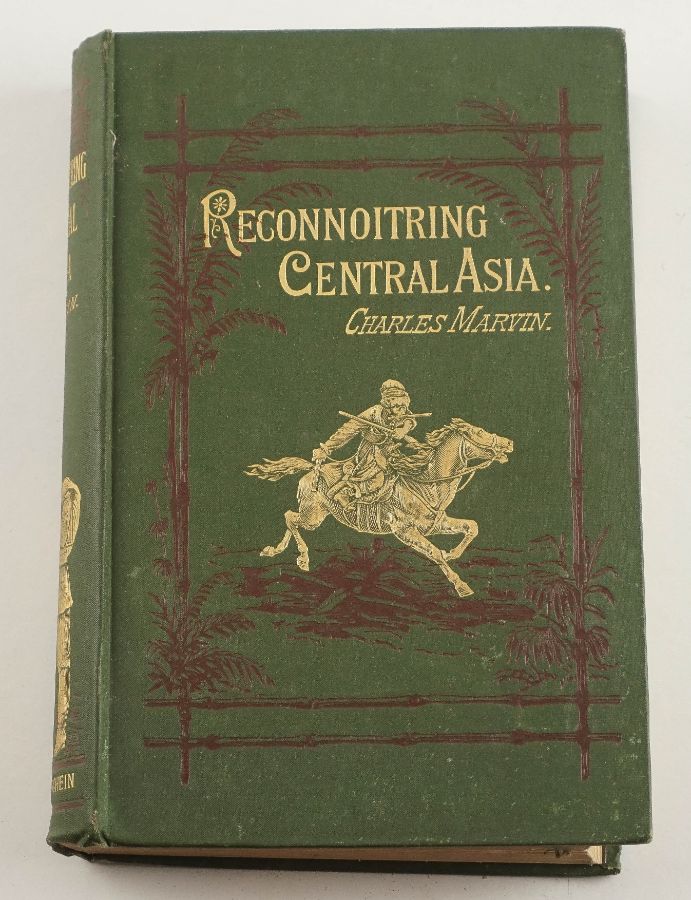 RECONNOITRING
CENTRAL ASIA.
CHARLES MARVIN.